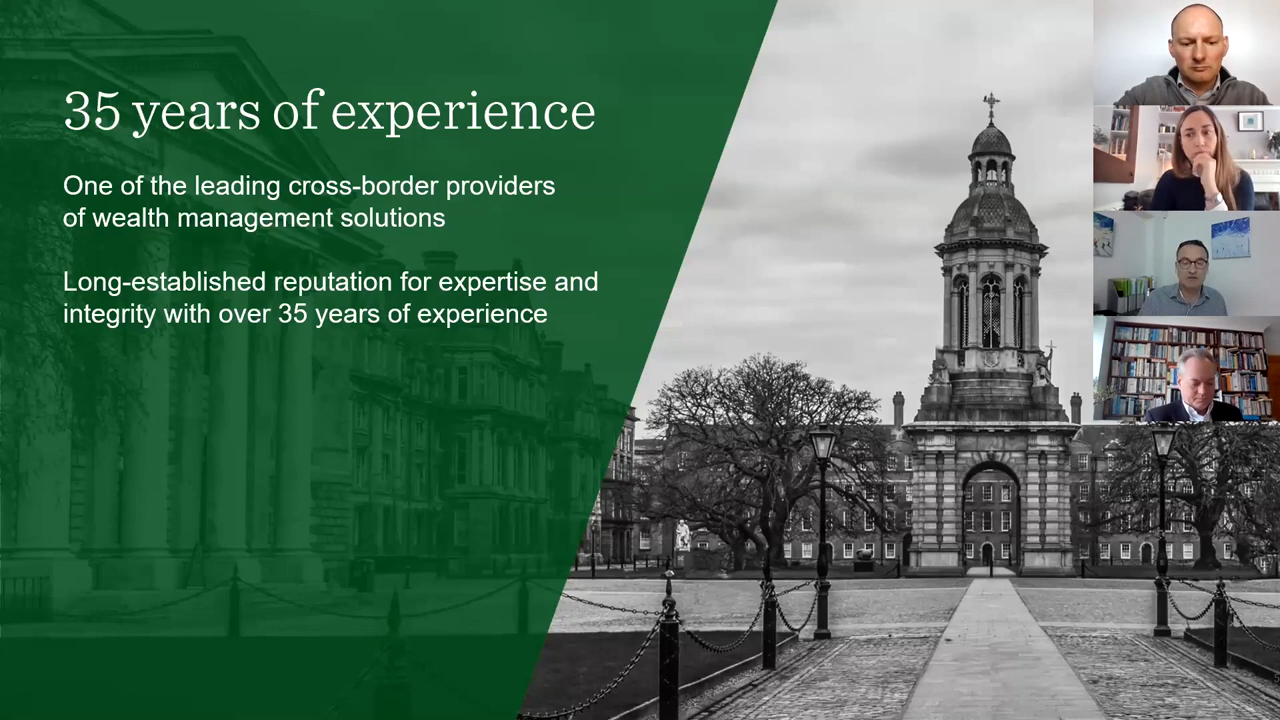 35 years of experience
One of the leading cross-border providers
of wealth management solutions
Long-established reputation for expertise and
integrity with over 35 years of experience
5